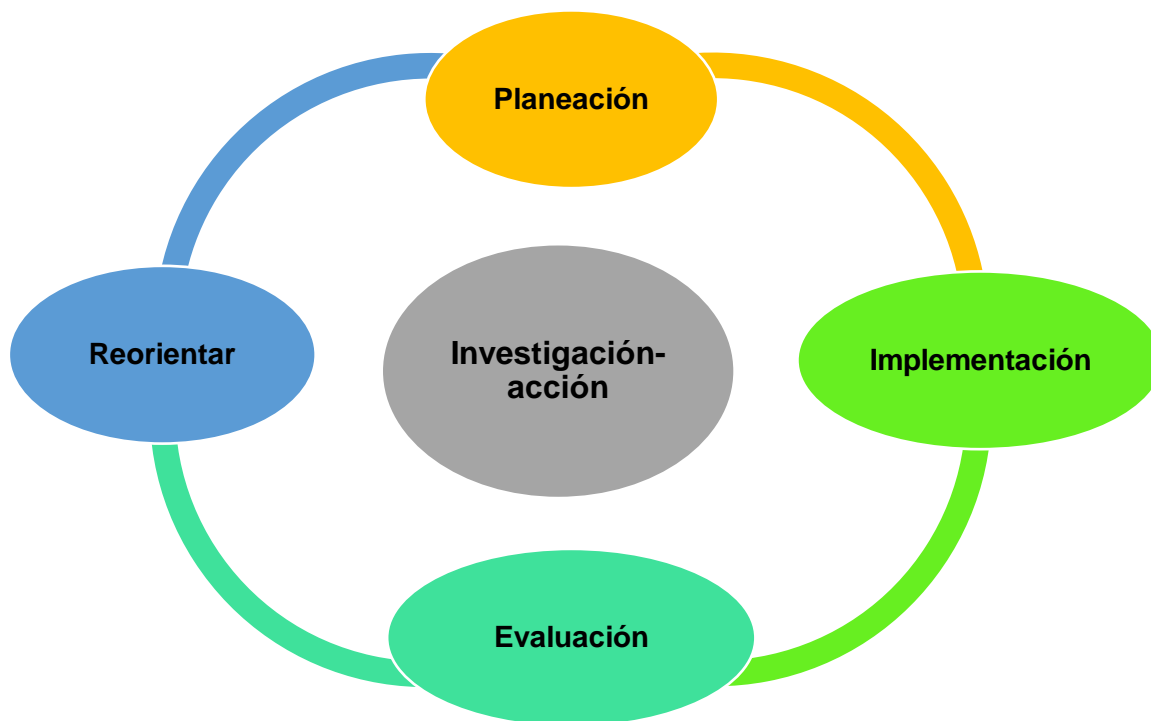 Planeación
Reorientar
Investigación-
acción
Implementación
Evaluación